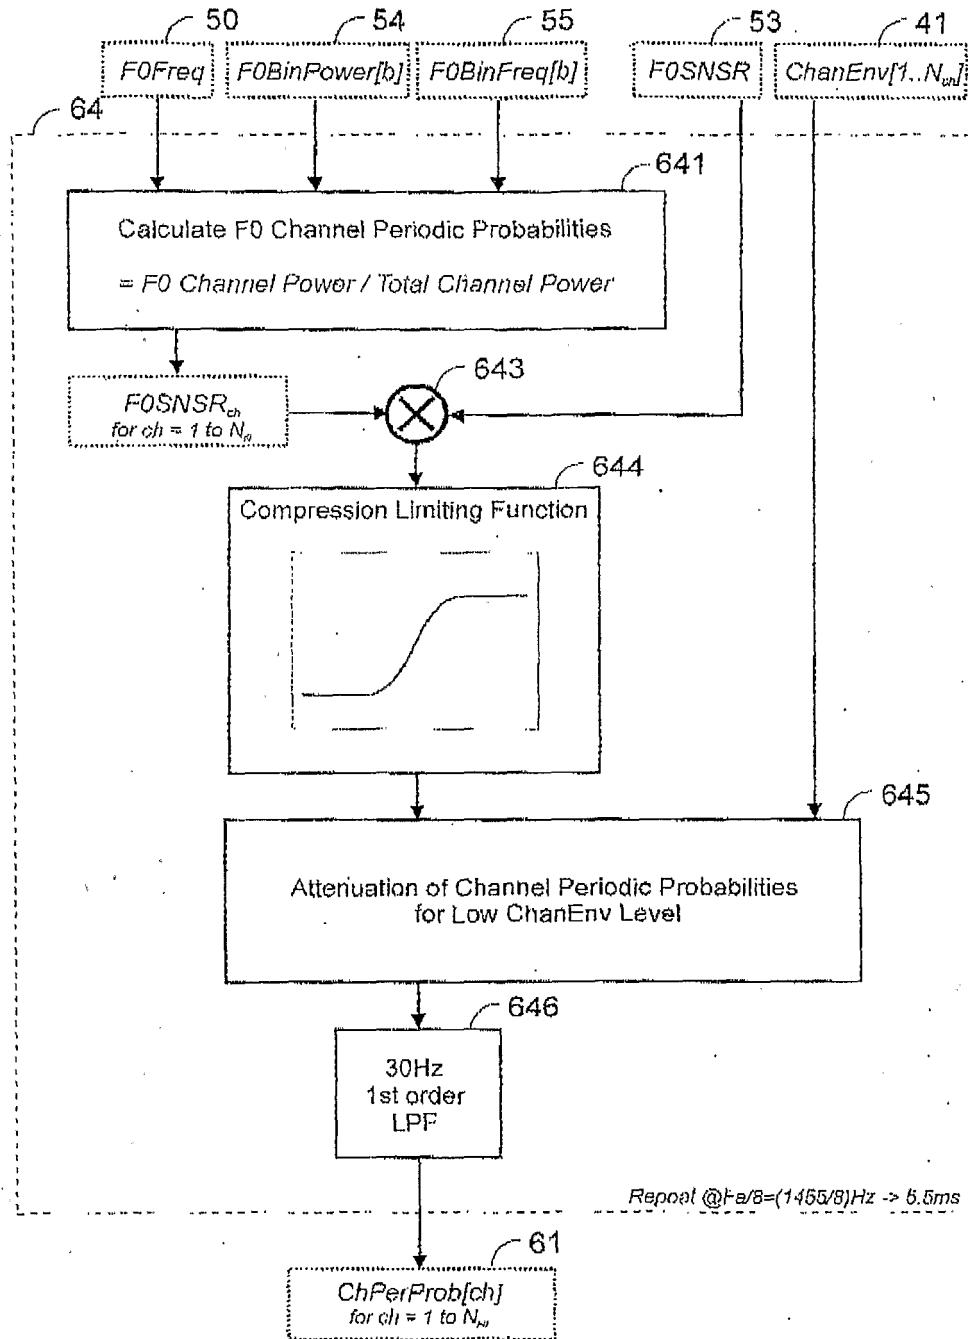 50 54 55 53 41
F0Freq F0BinPower[b] F0BinFreq[b] F0SNSR ChanEnv[1..Nch]
64
641
Calculate F0 Channel Periodic Probabilities
= F0 Channel Power / Total Channel Power
643
F0SNSRch
for ch = 1 to
644
Compression Limiting Function
645
Attenuation of Channel Periodic Probabilities
for Low ChanEnv Level
646
30Hz
1st order
LPF
Repeat @Fa/8=(1455/8)Hz -> 5.5ms
61
ChPerProb[ch]
for ch = 1 to